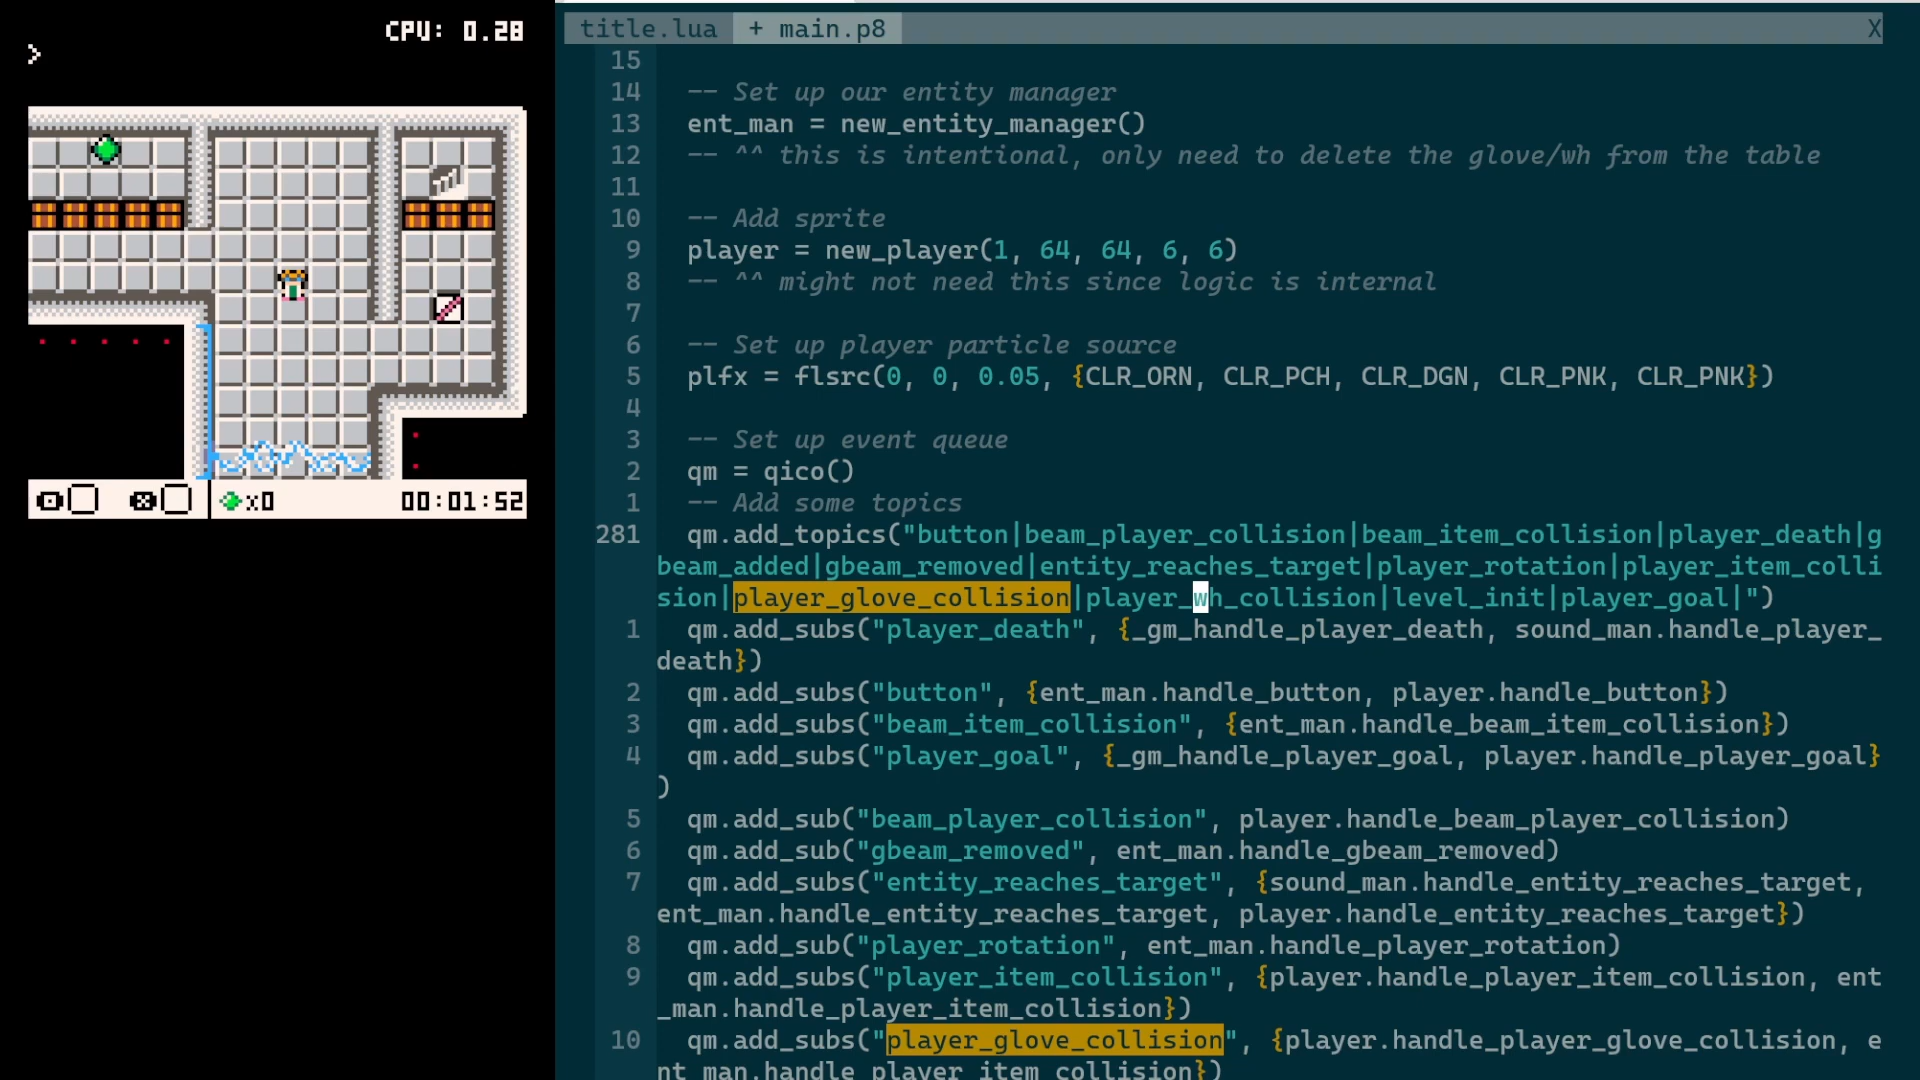 CPU: 0.28
>
x0
00:01:52
title.lua + main.p8 X
15
14 -- Set up our entity manager
13 ent_man = new_entity_manager()
12 -- ^^ this is intentional, only need to delete the glove/wh from the table
11
10 -- Add sprite
9 player = new_player(1, 64, 64, 6, 6)
8 -- ^^ might not need this since logic is internal
7
6 -- Set up player particle source
5 plfx = flsrc(0, 0, 0.05, {CLR_ORN, CLR_PCH, CLR_DGN, CLR_PNK, CLR_PNK})
4
3 -- Set up event queue
2 qm = qico()
1 -- Add some topics
281 qm.add_topics("button|beam_player_collision|beam_item_collision|player_death|g
beam_added|gbeam_removed|entity_reaches_target|player_rotation|player_item_colli
sion|player_glove_collision|player_wh_collision|level_init|player_goal|")
1 qm.add_subs("player_death", {_gm_handle_player_death, sound_man.handle_player_
death})
2 qm.add_subs("button", {ent_man.handle_button, player.handle_button})
3 qm.add_subs("beam_item_collision", {ent_man.handle_beam_item_collision})
4 qm.add_subs("player_goal", {_gm_handle_player_goal, player.handle_player_goal}
)
5 qm.add_sub("beam_player_collision", player.handle_beam_player_collision)
6 qm.add_sub("gbeam_removed", ent_man.handle_gbeam_removed)
7 qm.add_subs("entity_reaches_target", {sound_man.handle_entity_reaches_target,
ent_man.handle_entity_reaches_target, player.handle_entity_reaches_target})
8 qm.add_sub("player_rotation", ent_man.handle_player_rotation)
9 qm.add_subs("player_item_collision", {player.handle_player_item_collision, ent
_man.handle_player_item_collision})
10 qm.add_subs("player_glove_collision", {player.handle_player_glove_collision, e
nt_man.handle_player_item_collision})